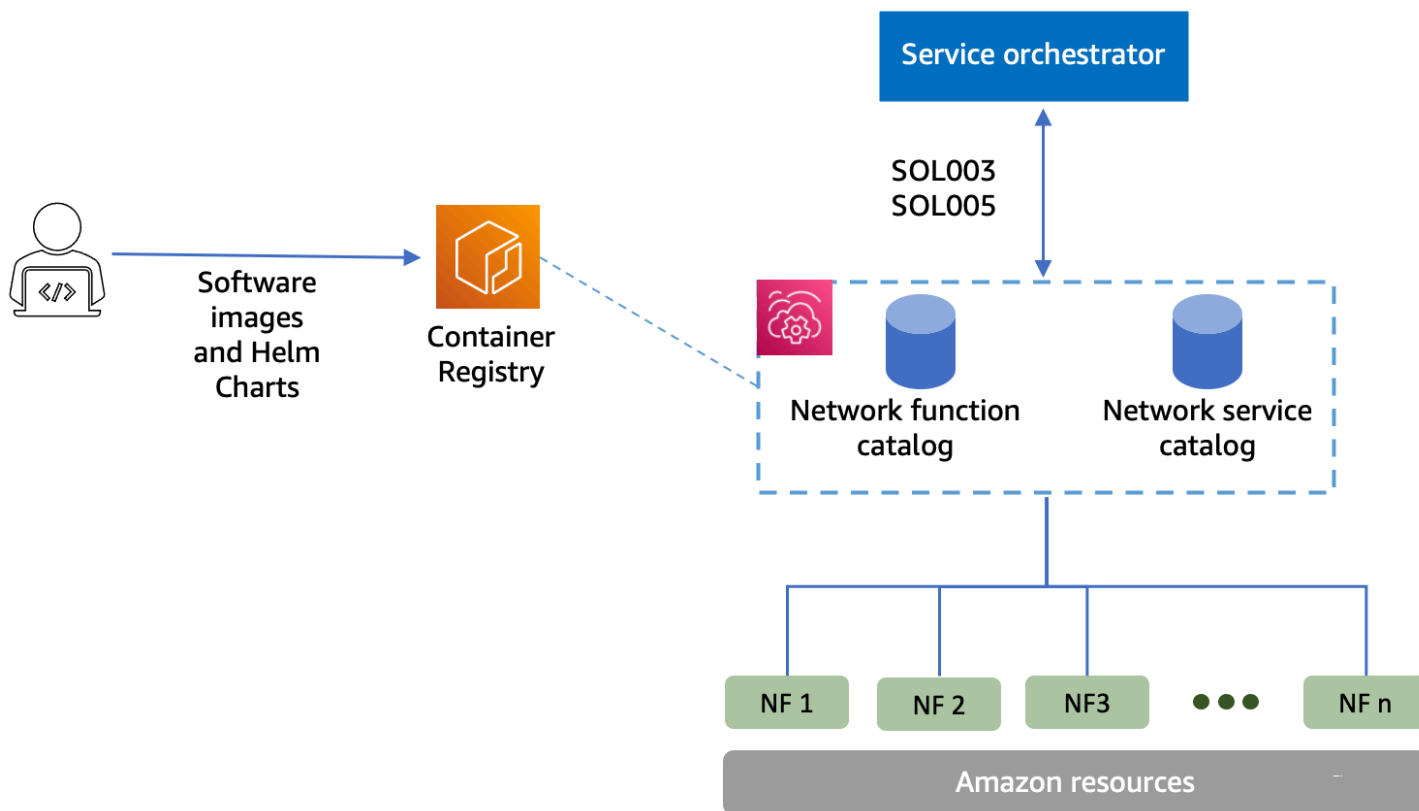 Service orchestrator
SOL003
SOL005
</>
Software
images
and Helm
Charts
Container
Registry
Network function
catalog
Network service
catalog
NF 1
NF 2
NF3
NF n
Amazon resources